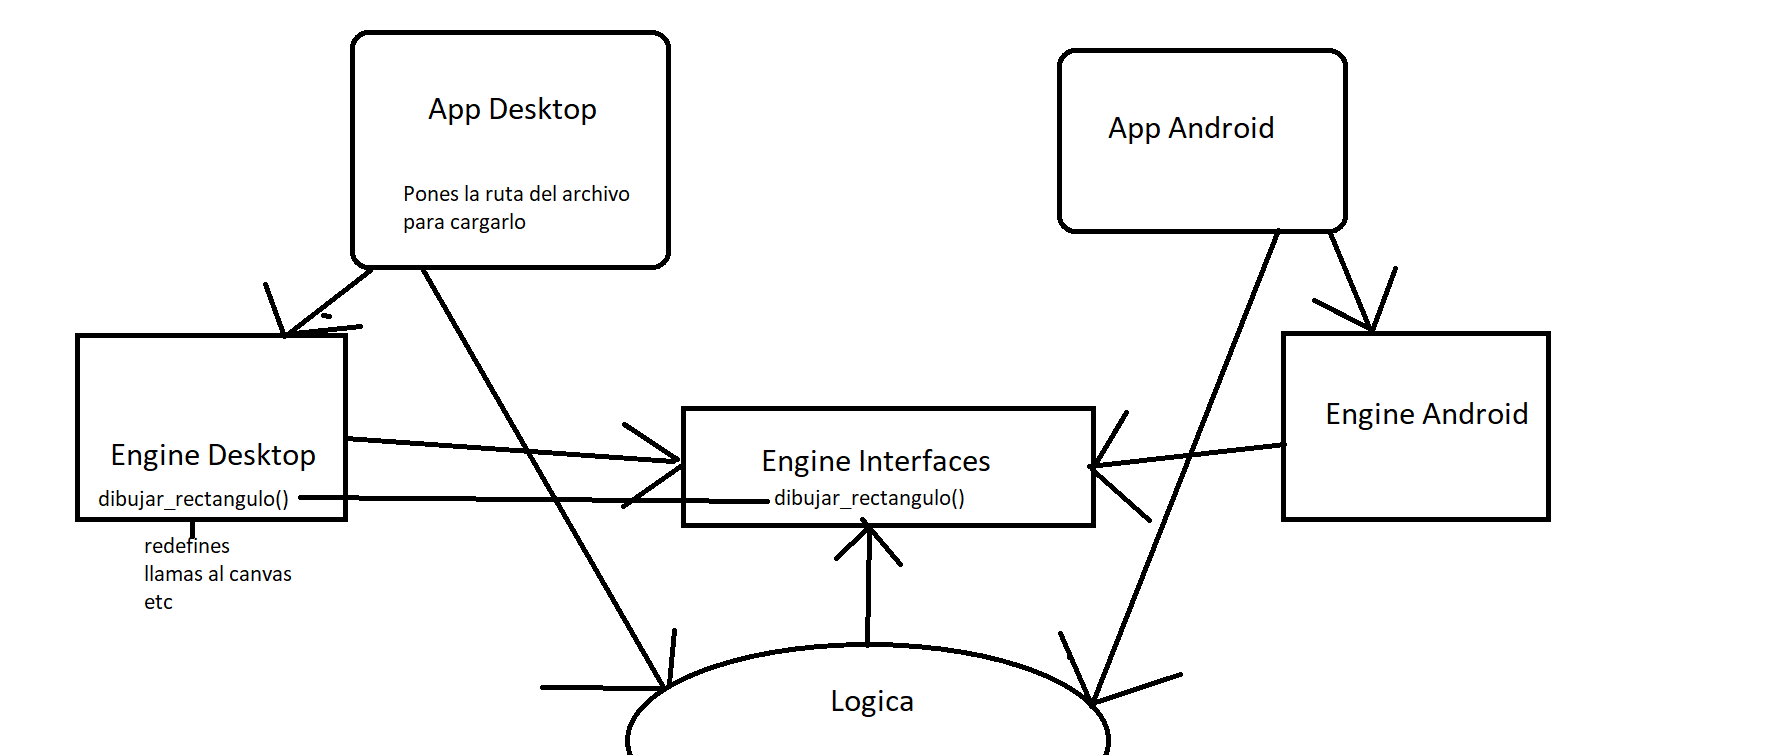 App Desktop
Pones la ruta del archivo
para cargarlo
App Android
Engine Desktop
dibujar_rectangulo()
redefines
llamas al canvas
etc
Engine Interfaces
dibujar_rectangulo()
Engine Android
Logica